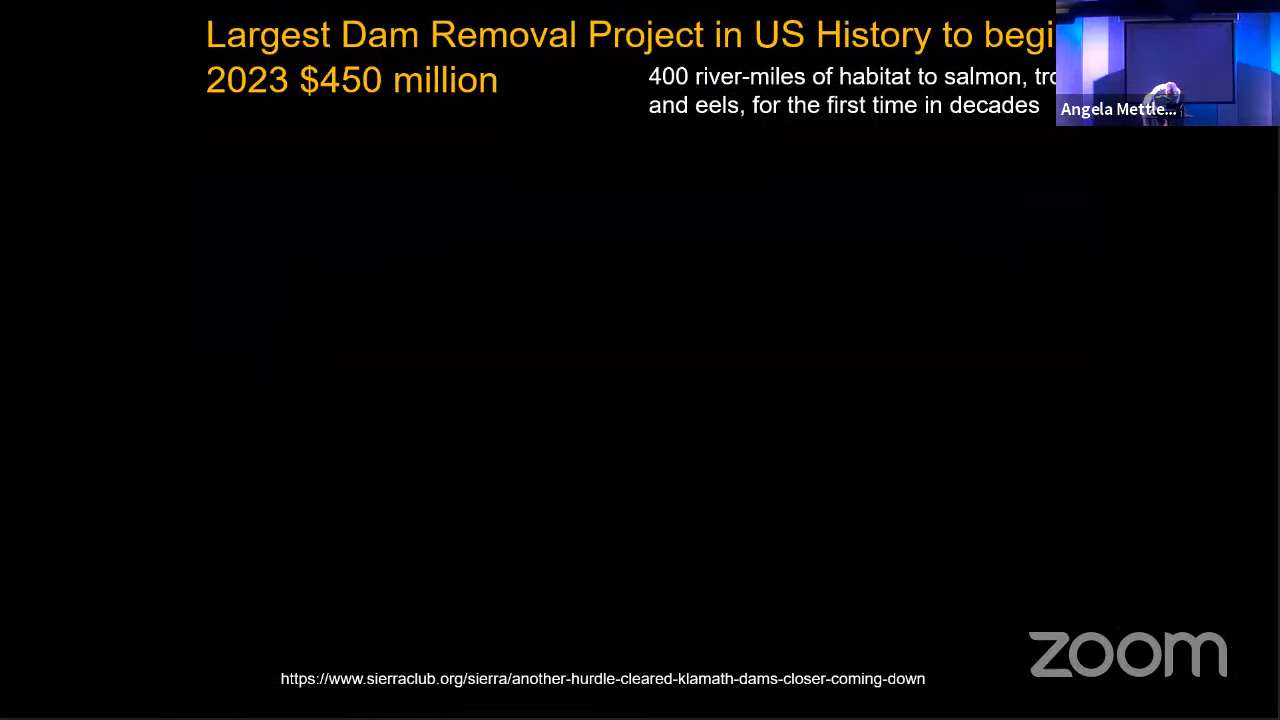 Largest Dam Removal Project in US History to begi
2023 $450 million
400 river-miles of habitat to salmon, tro
and eels, for the first time in decades
Angela Mettle...
zoom
https://www.sierraclub.org/sierra/another-hurdle-cleared-klamath-dams-closer-coming-down